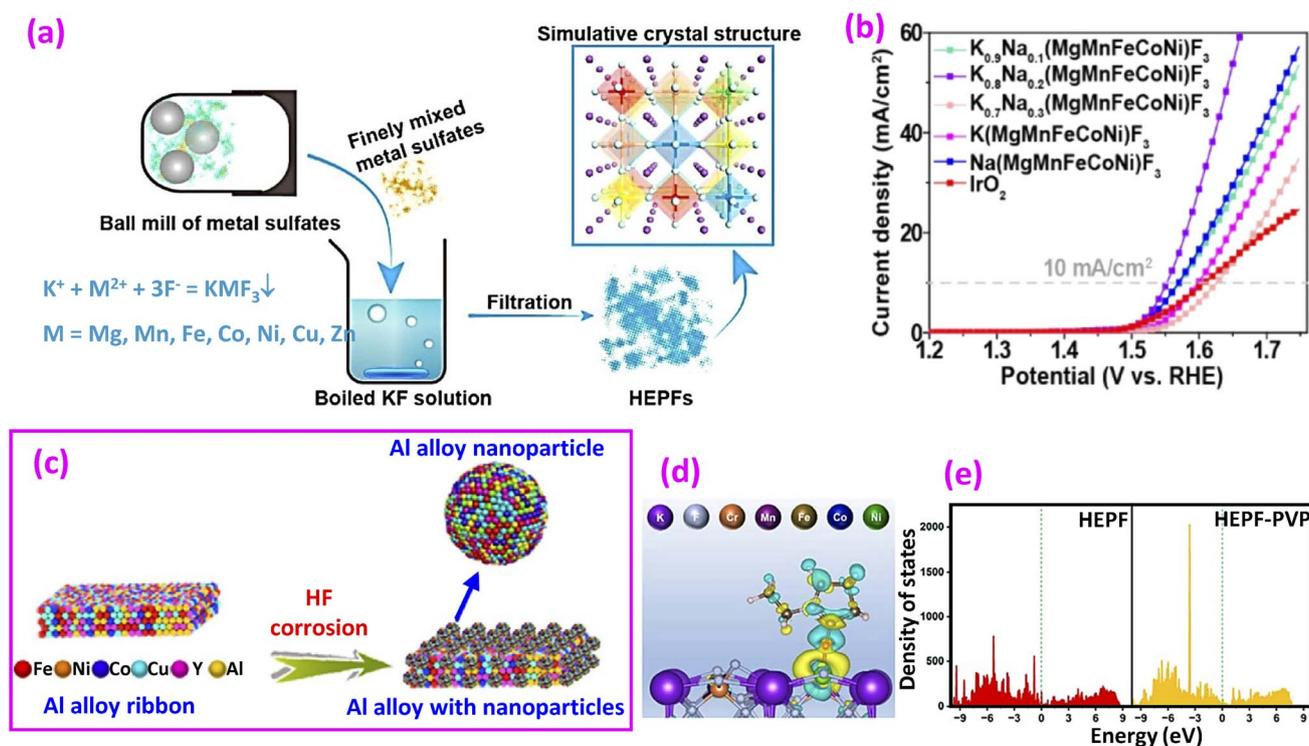 (a)
Ball mill of metal sulfates
Finely mixed
metal sulfates
K⁺ + M²⁺ + 3F⁻ = KMF₃↓
M = Mg, Mn, Fe, Co, Ni, Cu, Zn
Boiled KF solution
Filtration
HEPFs
Simulative crystal structure
(b)
Current density (mA/cm²)
60
40
20
0
K₀.₉Na₀.₁(MgMnFeCoNi)F₃
K₀.₈Na₀.₂(MgMnFeCoNi)F₃
K₀.₇Na₀.₃(MgMnFeCoNi)F₃
K(MgMnFeCoNi)F₃
Na(MgMnFeCoNi)F₃
IrO₂
10 mA/cm²
1.2 1.3 1.4 1.5 1.6 1.7
Potential (V vs. RHE)
(c)
Al alloy nanoparticle
HF
corrosion
Fe Ni Co Cu Y Al
Al alloy ribbon
Al alloy with nanoparticles
(d)
K F Cr Mn Fe Co Ni
(e)
Density of states
2000
1500
1000
500
0
HEPF
HEPF-PVP
−9 −6 −3 0 3 6 9 −9 −6 −3 0 3 6 9
Energy (eV)